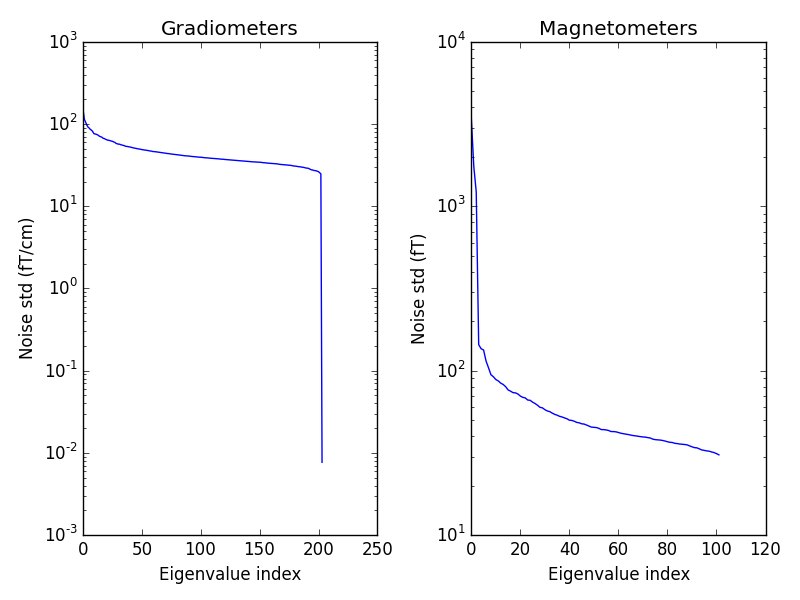 Gradiometers
10^3
10^2
10^1
10^0
10^-1
10^-2
10^-3
Noise std (fT/cm)
0 50 100 150 200 250
Eigenvalue index
Magnetometers
10^4
10^3
10^2
10^1
Noise std (fT)
0 20 40 60 80 100 120
Eigenvalue index